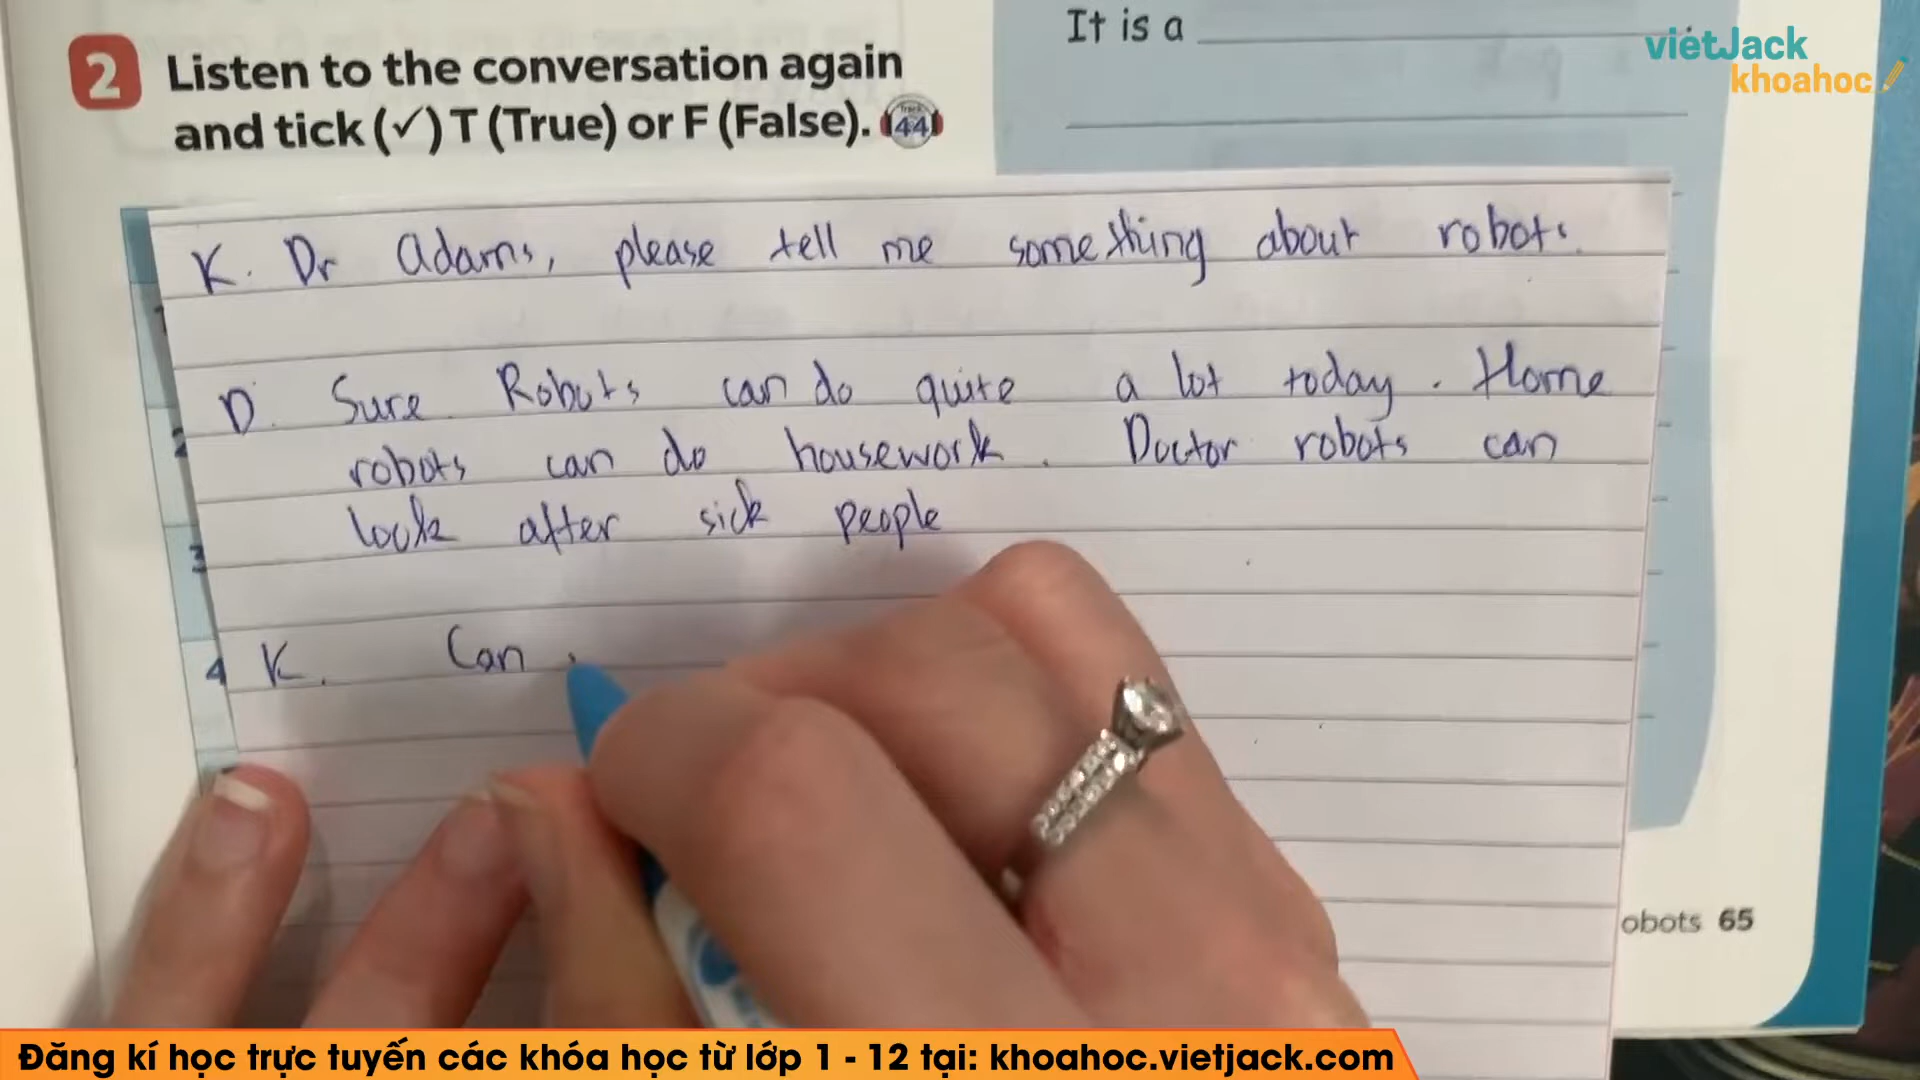 2 Listen to the conversation again
and tick (✓) T (True) or F (False). Track 44
It is a
vietJack
khoahoc
K. Dr Adams, please tell me something about robots.
D. Sure. Robots can do quite a lot today. Home
robots can do housework. Doctor robots can
look after sick people
3
4 K. Can
obots 65
Đăng kí học trực tuyến các khóa học từ lớp 1 - 12 tại: khoahoc.vietjack.com